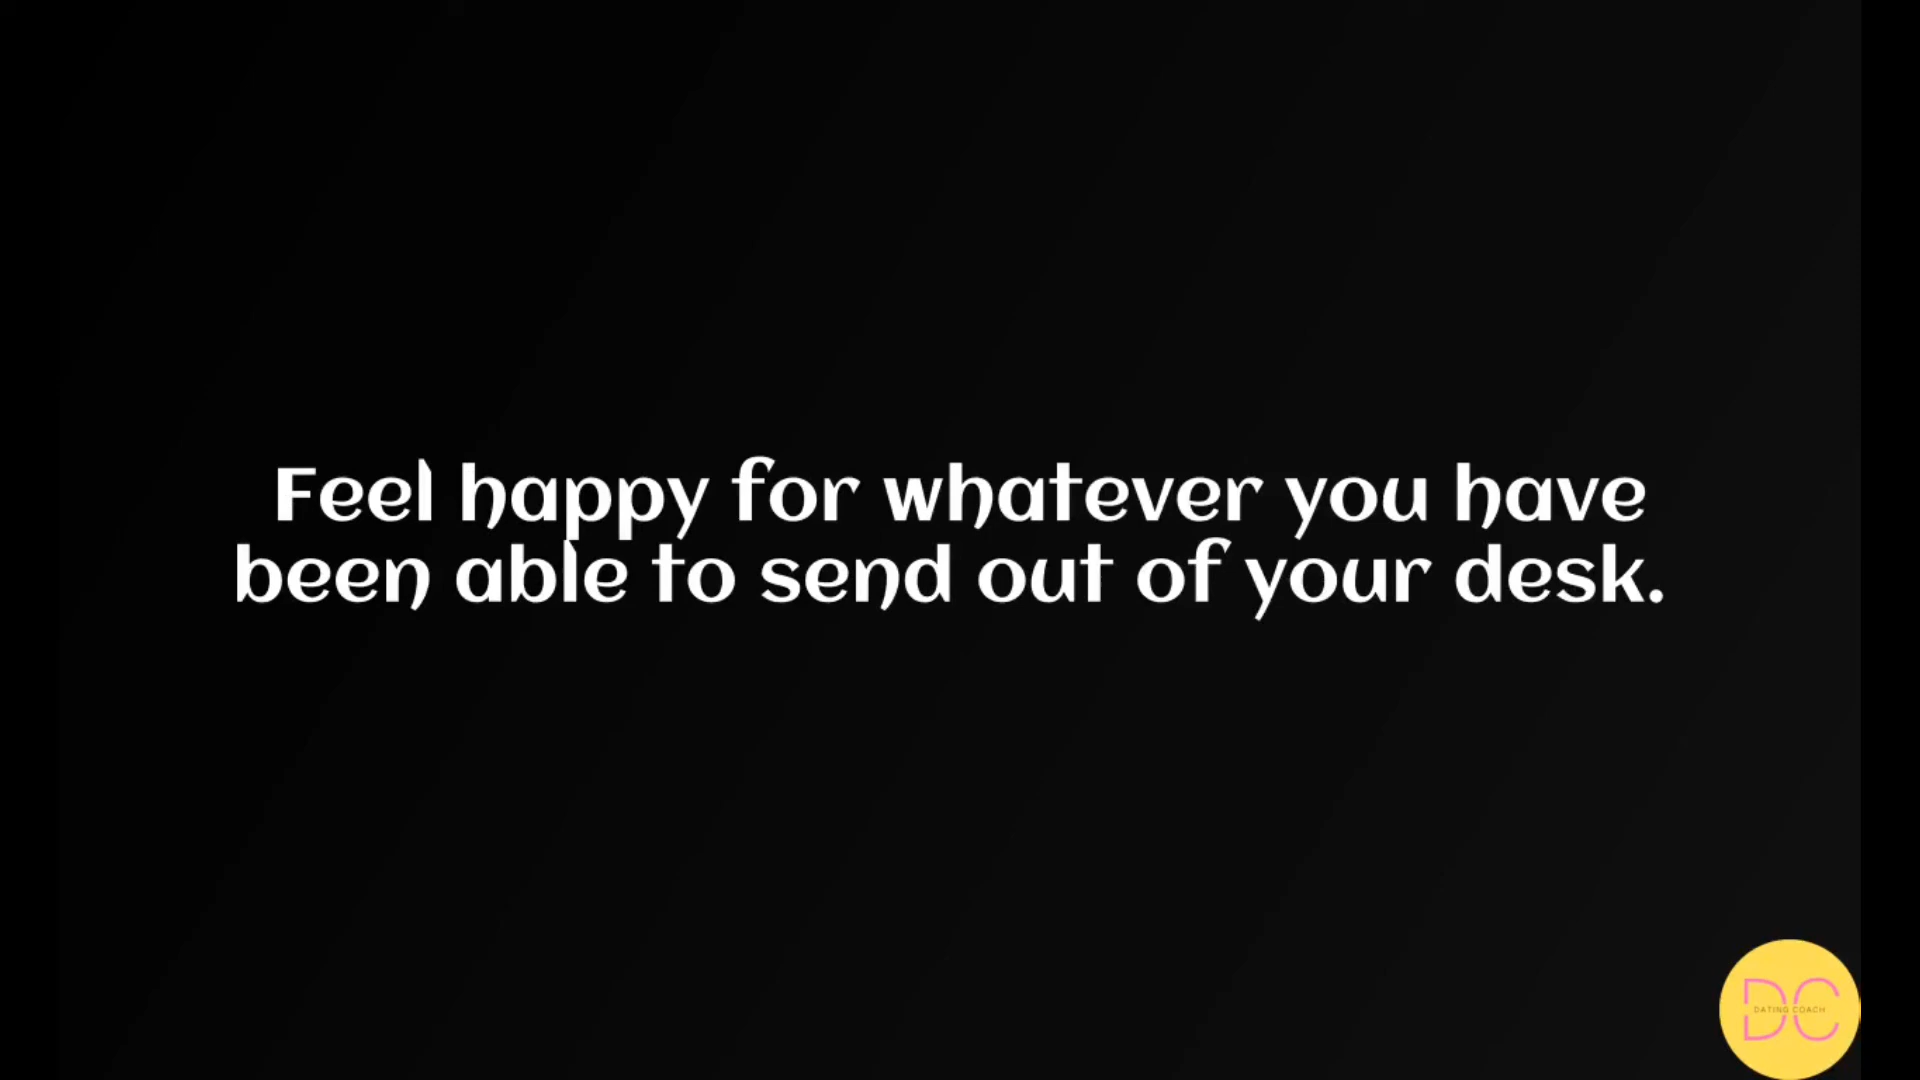 Feel happy for whatever you have
been able to send out of your desk.
DC
DATING COACH